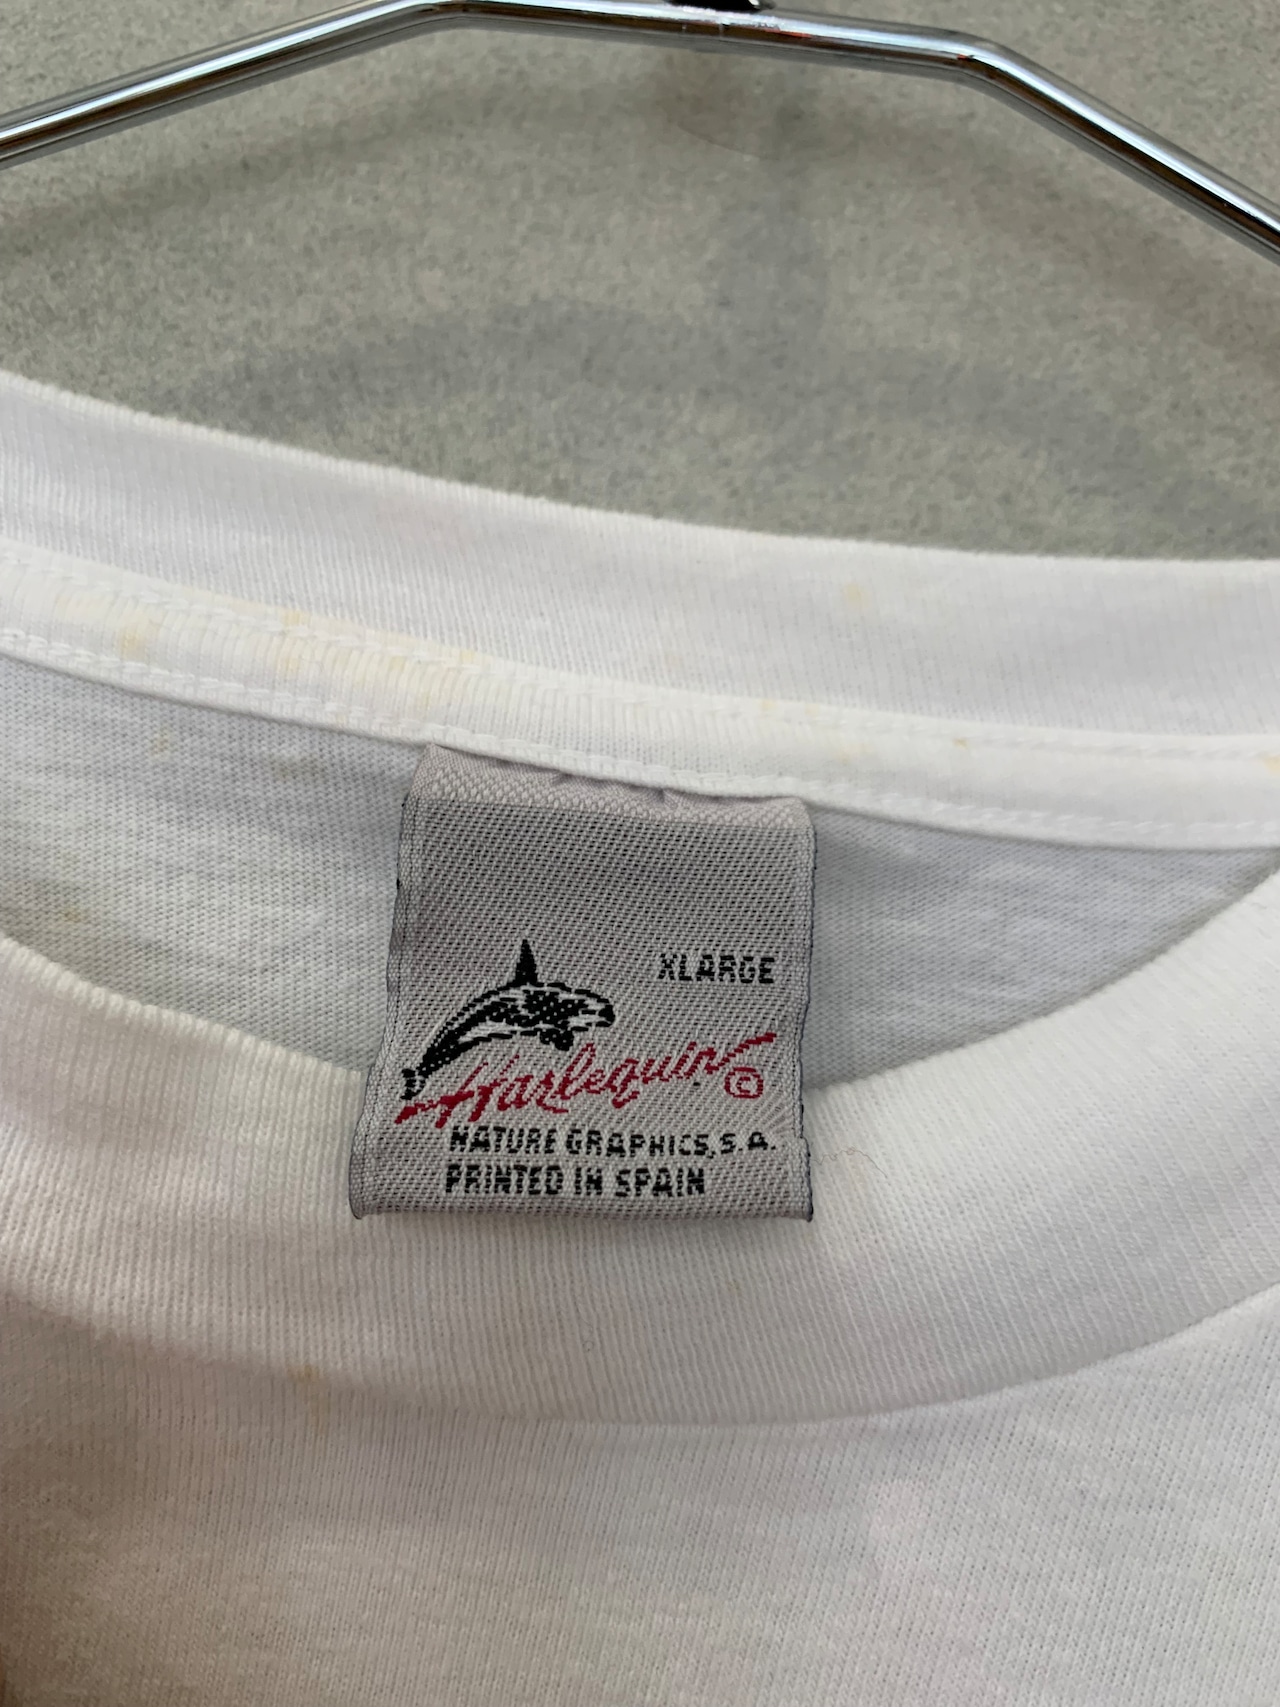 XLARGE
Harlequin ©
NATURE GRAPHICS, S.A.
PRINTED IN SPAIN